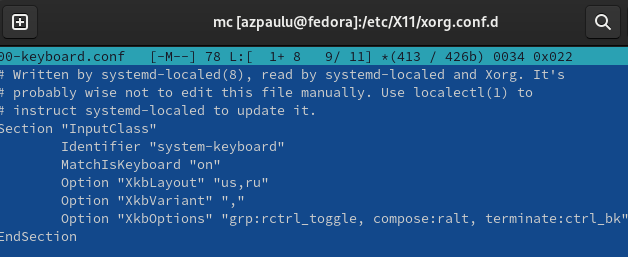 mc [azpaulu@fedora]:/etc/X11/xorg.conf.d
00-keyboard.conf   [-M--] 78 L:[  1+ 8   9/ 11] *(413 / 426b) 0034 0x022
# Written by systemd-localed(8), read by systemd-localed and Xorg. It's
# probably wise not to edit this file manually. Use localectl(1) to
# instruct systemd-localed to update it.
Section "InputClass"
        Identifier "system-keyboard"
        MatchIsKeyboard "on"
        Option "XkbLayout" "us,ru"
        Option "XkbVariant" ","
        Option "XkbOptions" "grp:rctrl_toggle, compose:ralt, terminate:ctrl_bk"
EndSection